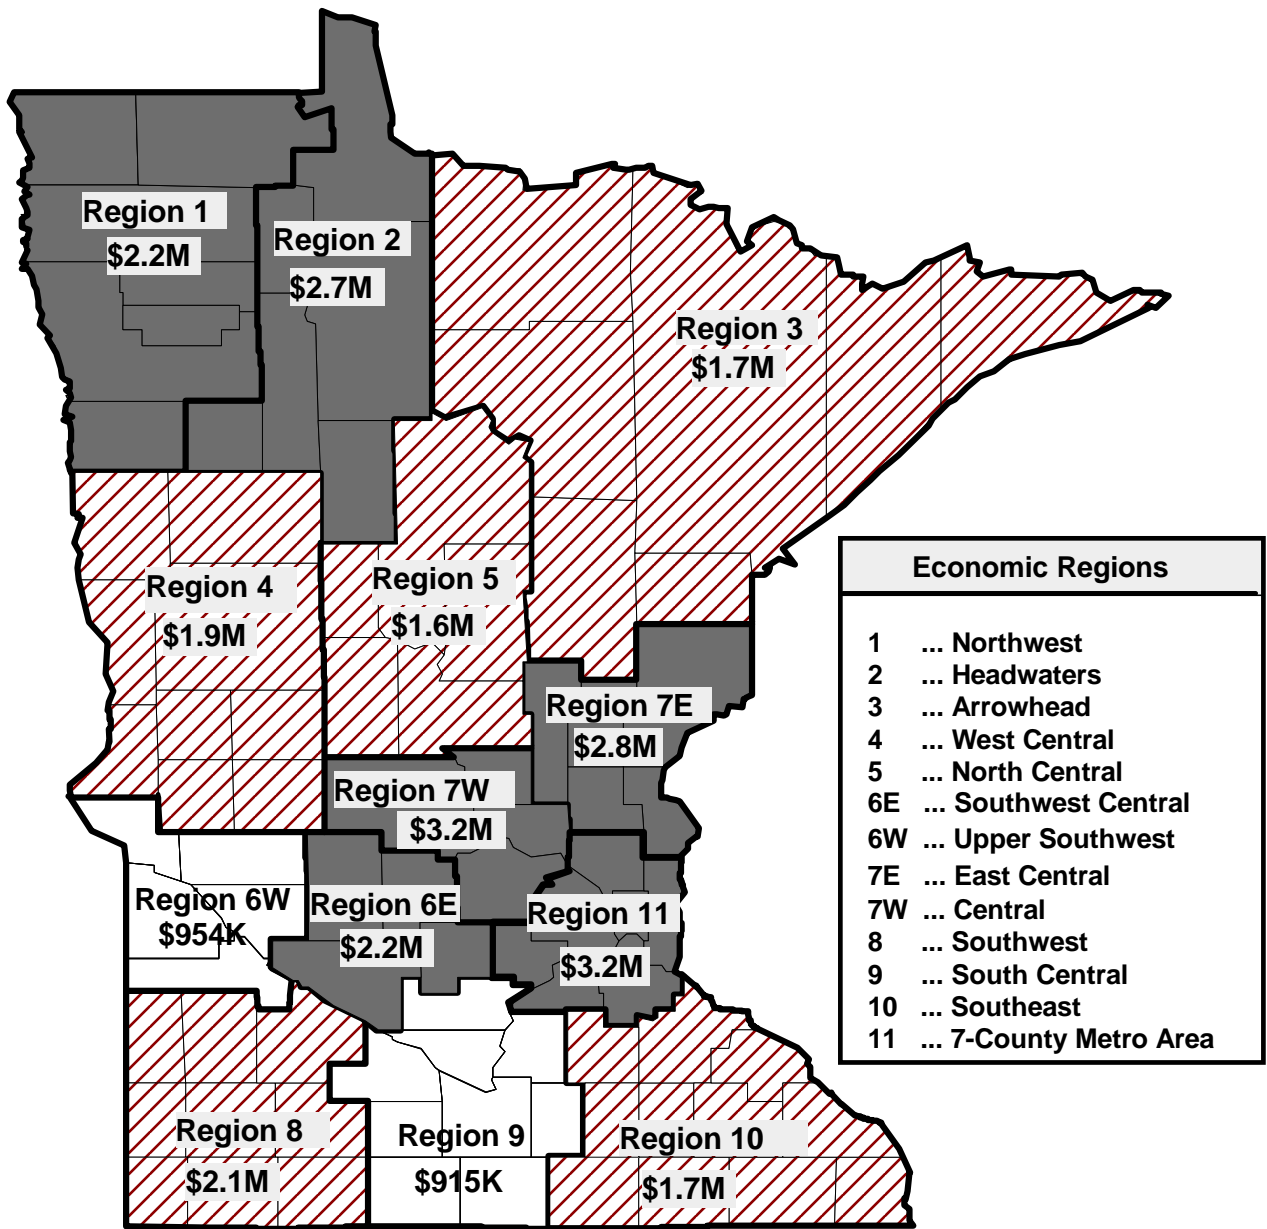 Region 1
$2.2M
Region 2
$2.7M
Region 3
$1.7M
Region 4
$1.9M
Region 5
$1.6M
Region 7E
$2.8M
Region 7W
$3.2M
Region 6W
$954K
Region 6E
$2.2M
Region 11
$3.2M
Region 8
$2.1M
Region 9
$915K
Region 10
$1.7M
Economic Regions
1 ... Northwest
2 ... Headwaters
3 ... Arrowhead
4 ... West Central
5 ... North Central
6E ... Southwest Central
6W ... Upper Southwest
7E ... East Central
7W ... Central
8 ... Southwest
9 ... South Central
10 ... Southeast
11 ... 7-County Metro Area